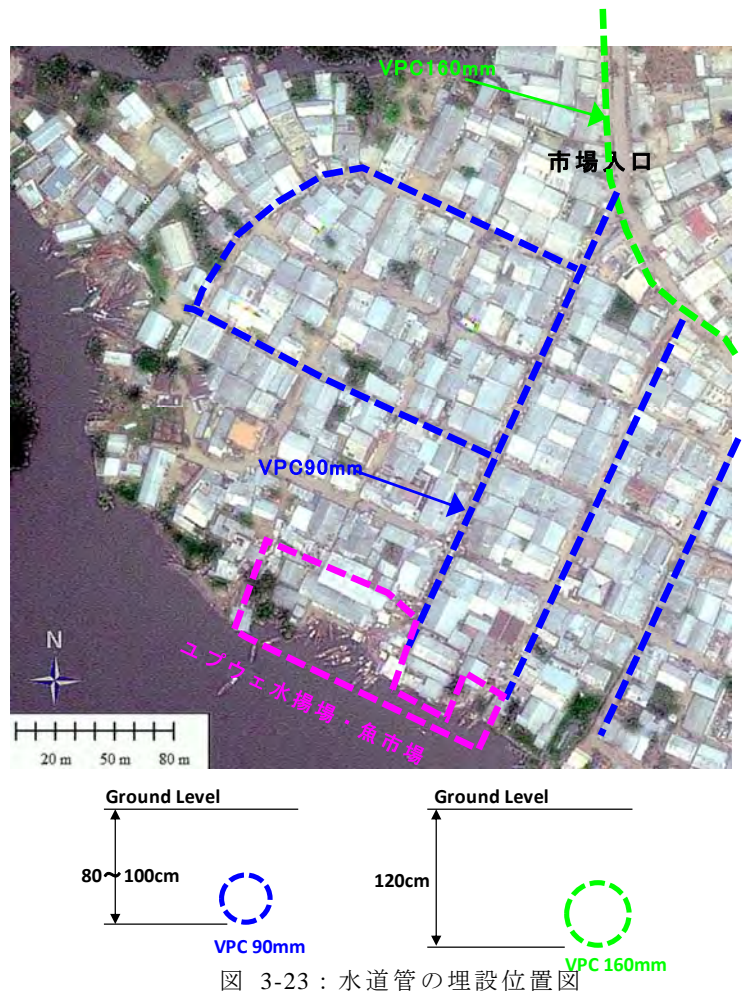 VPC160mm
市場入口
VPC90mm
ユブウェ水揚場・魚市場
N
20 m 50 m 80 m
Ground Level
80～100cm
VPC 90mm
Ground Level
120cm
VPC 160mm
図 3-23：水道管の埋設位置図